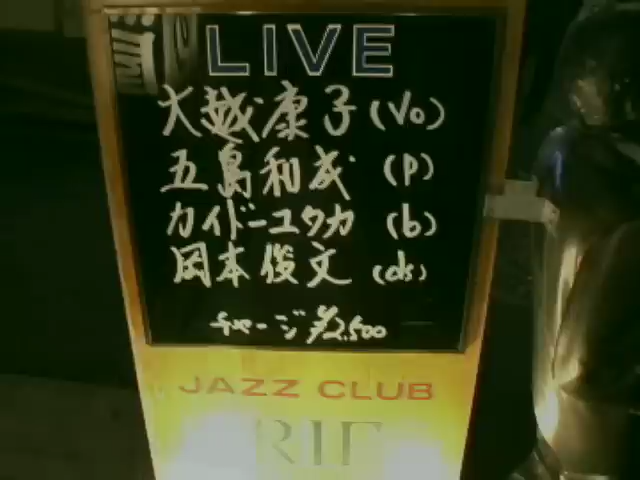 LIVE
大越康子(Vo)
五島和成(P)
カイドーユタカ(b)
岡本俊文(ds)
チャージ ¥2,500
JAZZ CLUB